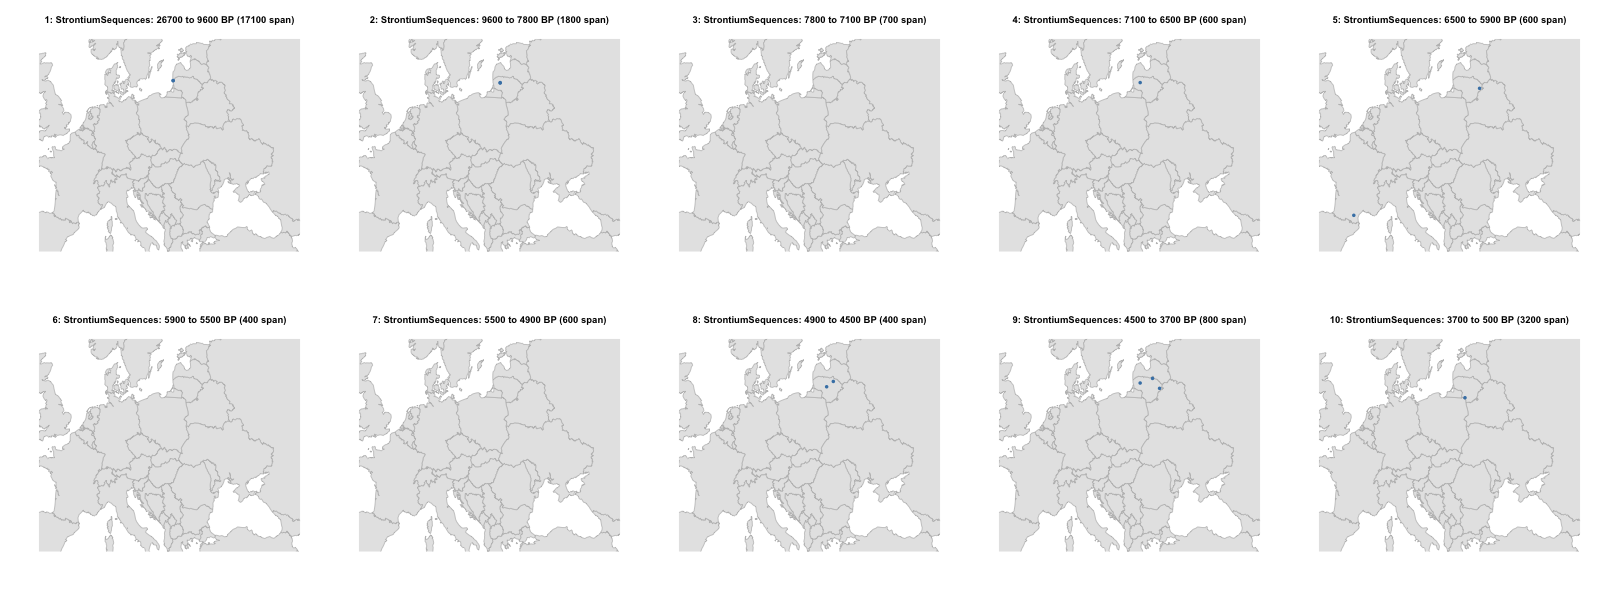 1: StrontiumSequences: 26700 to 9600 BP (17100 span)
2: StrontiumSequences: 9600 to 7800 BP (1800 span)
3: StrontiumSequences: 7800 to 7100 BP (700 span)
4: StrontiumSequences: 7100 to 6500 BP (600 span)
5: StrontiumSequences: 6500 to 5900 BP (600 span)
6: StrontiumSequences: 5900 to 5500 BP (400 span)
7: StrontiumSequences: 5500 to 4900 BP (600 span)
8: StrontiumSequences: 4900 to 4500 BP (400 span)
9: StrontiumSequences: 4500 to 3700 BP (800 span)
10: StrontiumSequences: 3700 to 500 BP (3200 span)